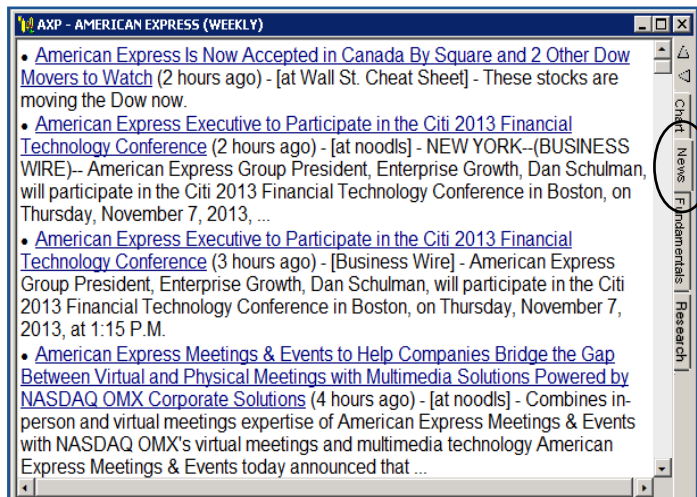 AXP - AMERICAN EXPRESS (WEEKLY)
• American Express Is Now Accepted in Canada By Square and 2 Other Dow
Movers to Watch (2 hours ago) - [at Wall St. Cheat Sheet] - These stocks are
moving the Dow now.
• American Express Executive to Participate in the Citi 2013 Financial
Technology Conference (2 hours ago) - [at noodls] - NEW YORK--(BUSINESS
WIRE)-- American Express Group President, Enterprise Growth, Dan Schulman,
will participate in the Citi 2013 Financial Technology Conference in Boston, on
Thursday, November 7, 2013, ...
• American Express Executive to Participate in the Citi 2013 Financial
Technology Conference (3 hours ago) - [Business Wire] - American Express
Group President, Enterprise Growth, Dan Schulman, will participate in the Citi
2013 Financial Technology Conference in Boston, on Thursday, November 7,
2013, at 1:15 P.M.
• American Express Meetings & Events to Help Companies Bridge the Gap
Between Virtual and Physical Meetings with Multimedia Solutions Powered by
NASDAQ OMX Corporate Solutions (4 hours ago) - [at noodls] - Combines in-
person and virtual meetings expertise of American Express Meetings & Events
with NASDAQ OMX's virtual meetings and multimedia technology American
Express Meetings & Events today announced that ...
Chart
News
Fundamentals
Research